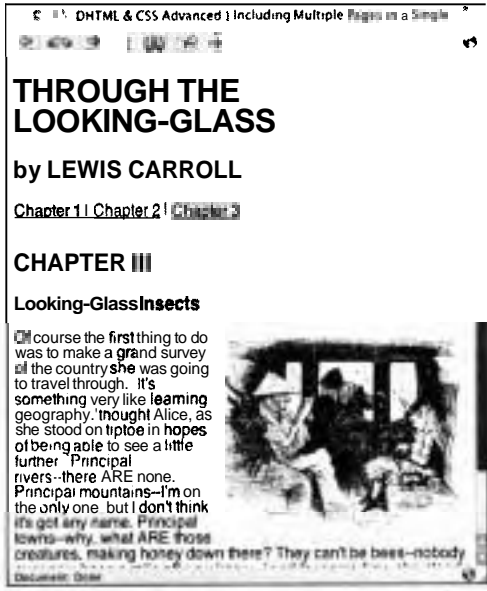 DHTML & CSS Advanced | Including Multiple Pages in a Single
THROUGH THE
LOOKING-GLASS
by LEWIS CARROLL
Chapter 1 | Chapter 2 | Chapter 3
CHAPTER III
Looking-Glass Insects
Of course the first thing to do
was to make a grand survey
of the country she was going
to travel through. 'It's
something very like learning
geography.' thought Alice, as
she stood on tiptoe in hopes
of being able to see a little
further 'Principal
rivers--there ARE none.
Principal mountains--I'm on
the only one but I don't think
it's got any name. Principal
towns--why, what ARE those
creatures, making honey down there? They can't be bees--nobody
Document: Done